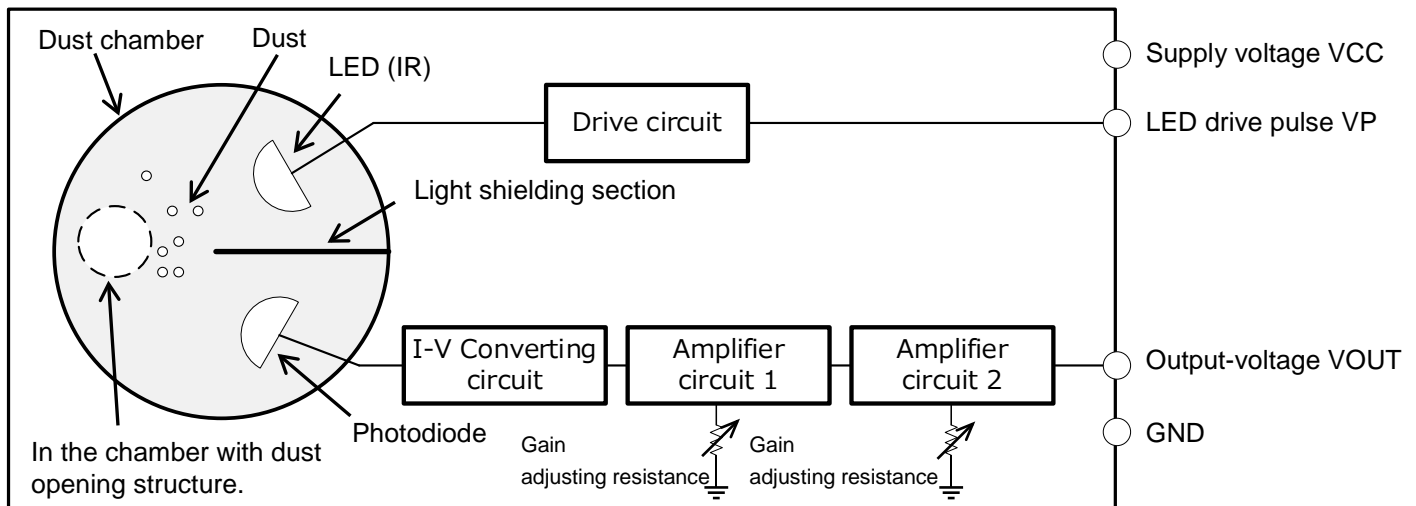 Dust chamber
Dust
LED (IR)
Drive circuit
Light shielding section
Supply voltage VCC
LED drive pulse VP
I-V Converting
circuit
Amplifier
circuit 1
Amplifier
circuit 2
Output-voltage VOUT
Photodiode
Gain
adjusting resistance
Gain
adjusting resistance
GND
In the chamber with dust
opening structure.